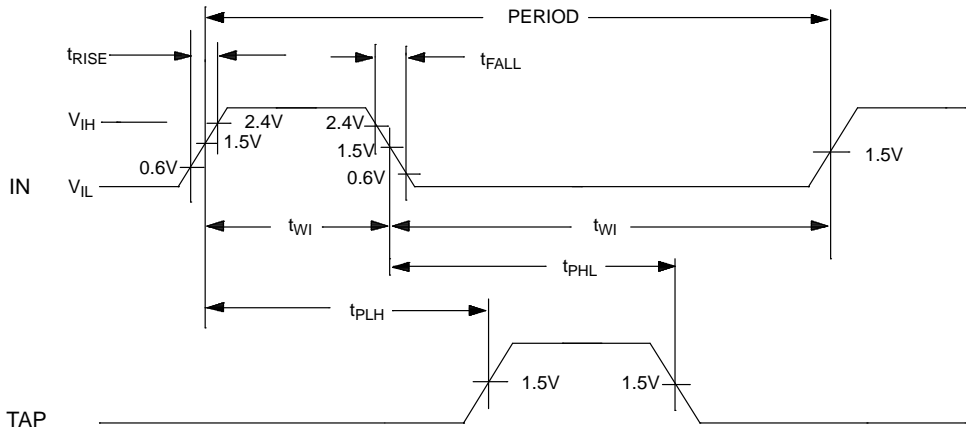 PERIOD
tRISE
tFALL
VIH
2.4V
2.4V
1.5V
1.5V
1.5V
0.6V
0.6V
IN
VIL
tWI
tWI
tPHL
tPLH
1.5V
1.5V
TAP